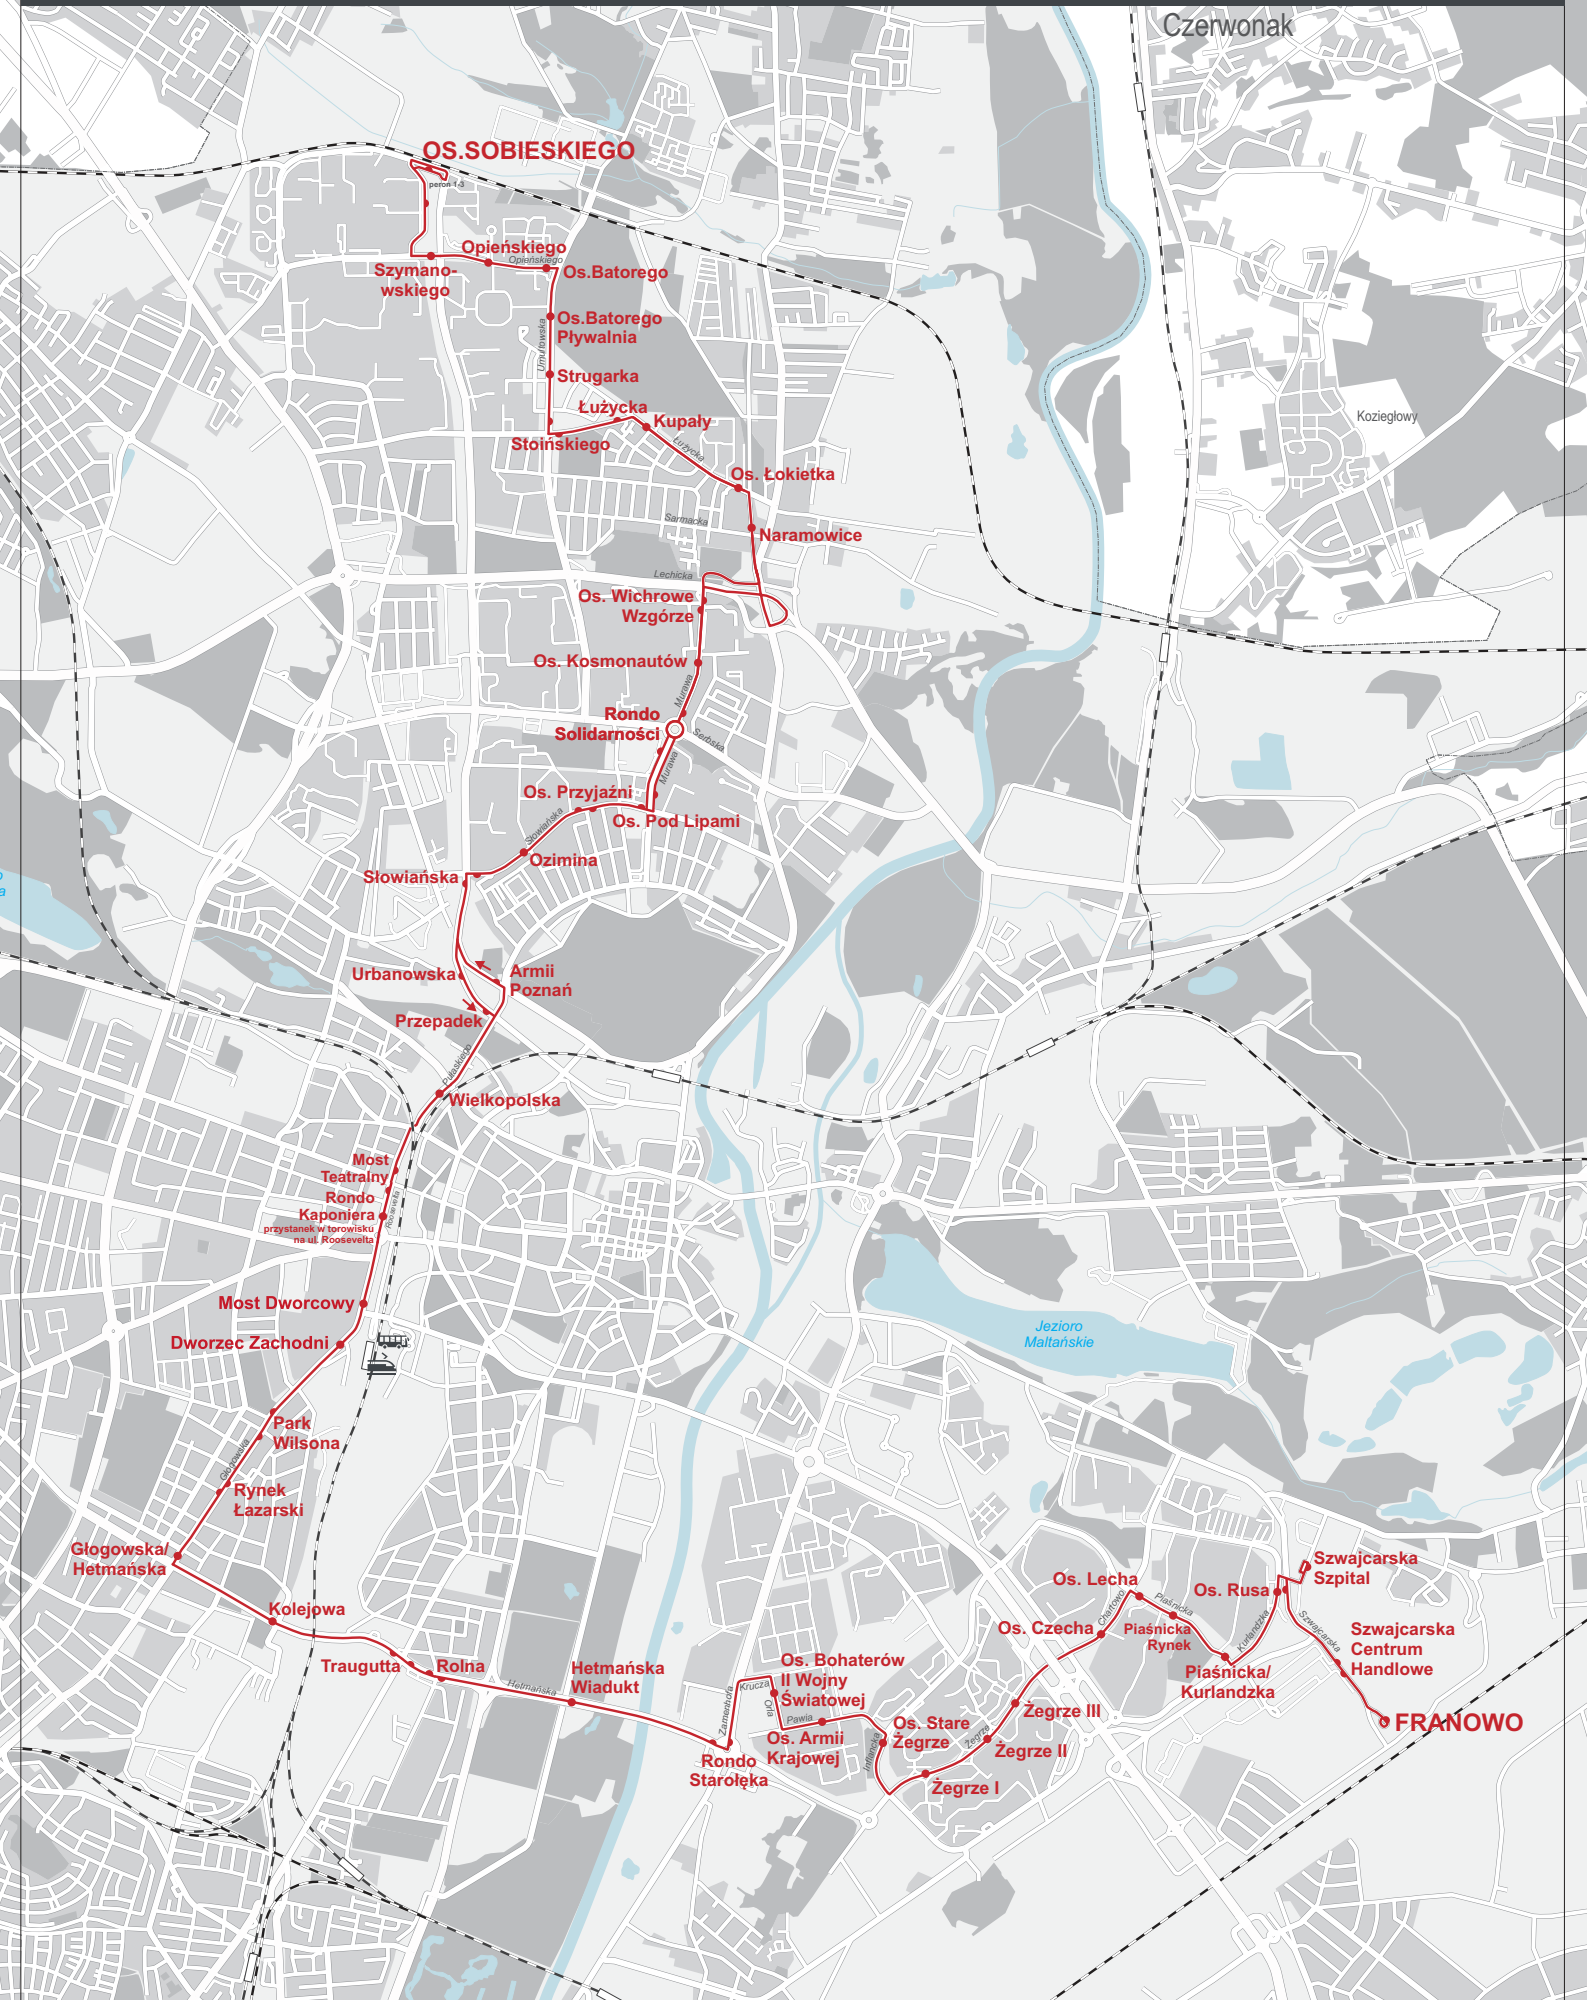 Czerwonak
OS.SOBIESKIEGO
peron 1-3
Opieńskiego
Opieńskiego
Szymano-
wskiego
Os.Batorego
Os.Batorego
Pływalnia
Umultowska
Strugarka
Łużycka
Kupały
Stoińskiego
Łużycka
Koziegłowy
Os. Łokietka
Sarmacka
Naramowice
Lechicka
Os. Wichrowe
Wzgórze
Os. Kosmonautów
Murawa
Rondo
Solidarności
Serbska
Murawa
Os. Przyjaźni
Os. Pod Lipami
Słowiańska
Ozimina
Słowiańska
Urbanowska
Armii
Poznań
Przepadek
Pułaskiego
Wielkopolska
Most
Teatralny
Rondo
Kaponiera
przystanek w torowisku
na ul. Roosevelta
Roosevelta
Most Dworcowy
Dworzec Zachodni
Jezioro
Maltańskie
Park
Wilsona
Głogowska
Rynek
Łazarski
Głogowska/
Hetmańska
Kolejowa
Traugutta
Rolna
Hetmańska
Hetmańska
Wiadukt
Zamenhofa
Rondo
Starołęka
Krucza
Orla
Os. Bohaterów
II Wojny
Światowej
Pawia
Os. Armii
Krajowej
Inflancka
Os. Stare
Żegrze
Żegrze I
Żegrze
Żegrze II
Żegrze III
Os. Czecha
Chartowo
Os. Lecha
Piaśnicka
Piaśnicka
Rynek
Piaśnicka/
Kurlandzka
Kurlandzka
Os. Rusa
Szwajcarska
Szpital
Szwajcarska
Szwajcarska
Centrum
Handlowe
FRANOWO